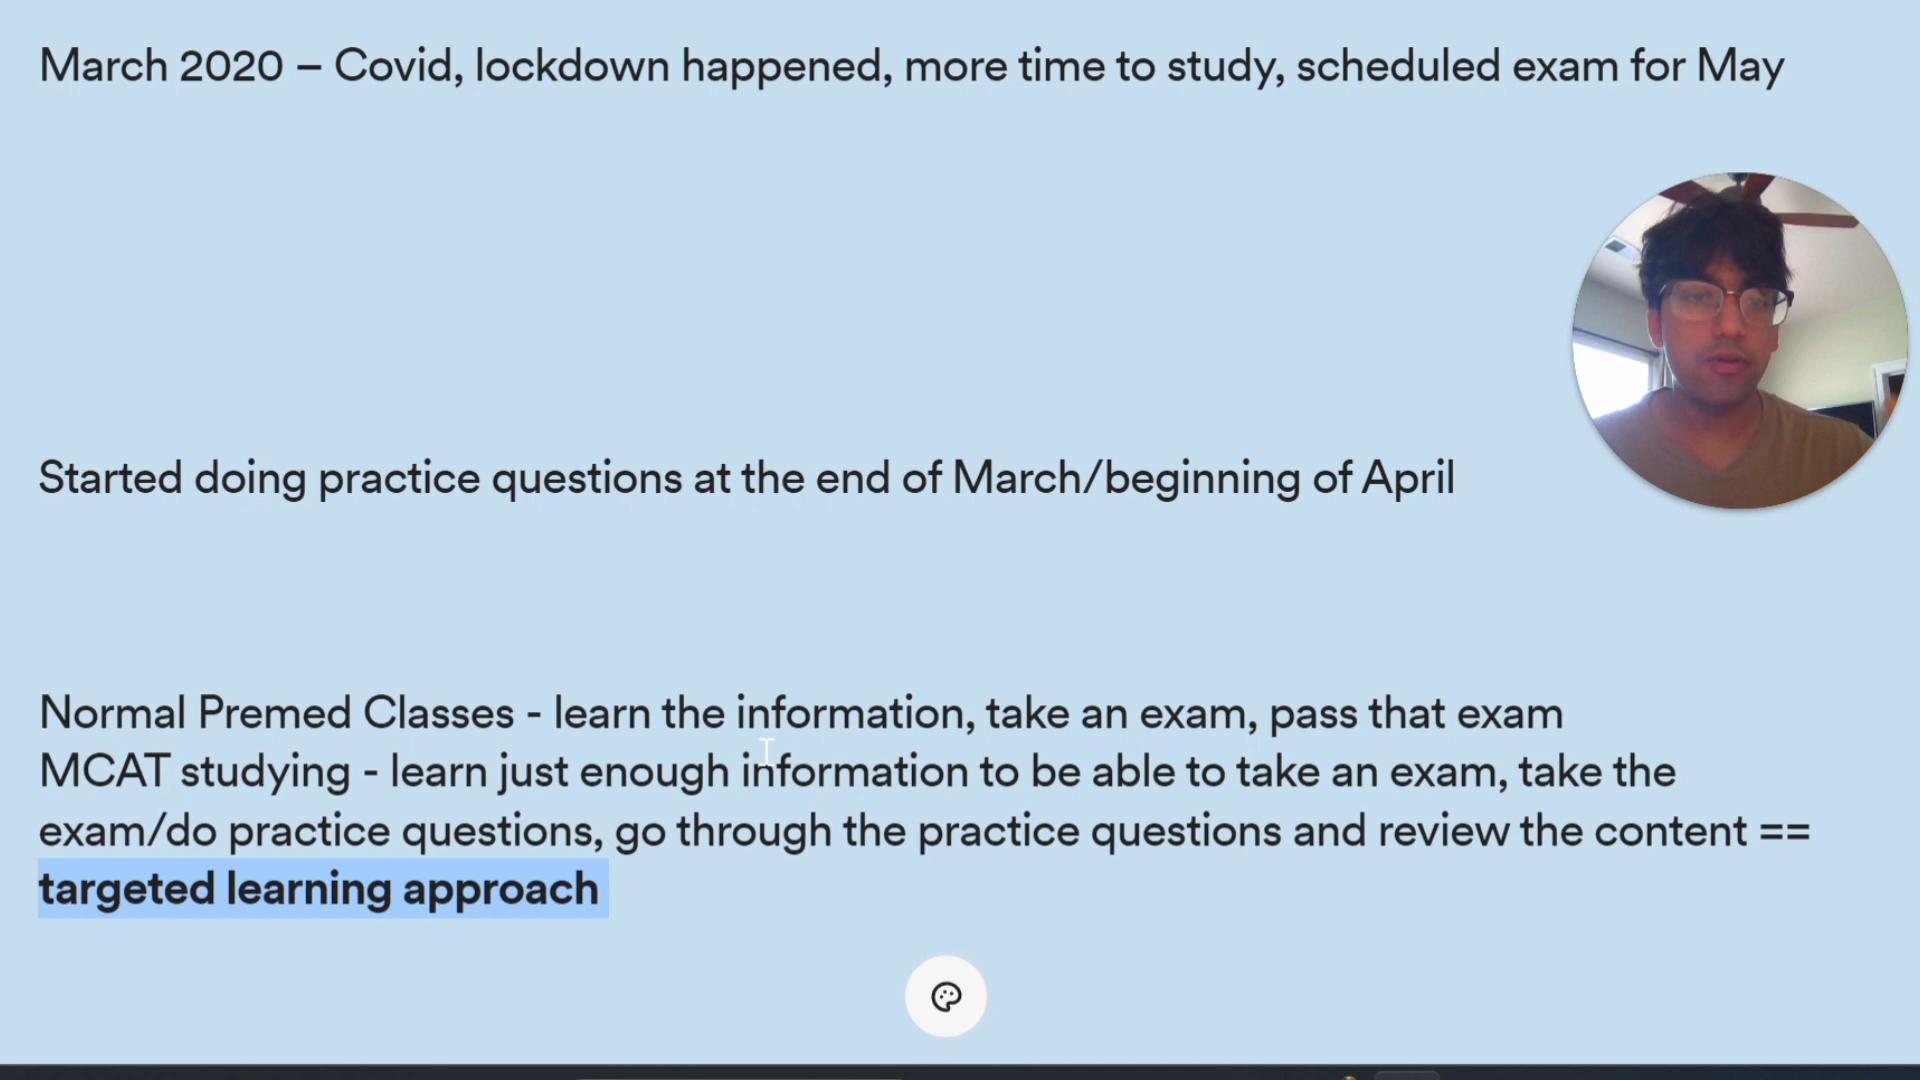 March 2020 – Covid, lockdown happened, more time to study, scheduled exam for May
Started doing practice questions at the end of March/beginning of April
Normal Premed Classes - learn the information, take an exam, pass that exam
MCAT studying - learn just enough information to be able to take an exam, take the
exam/do practice questions, go through the practice questions and review the content ==
targeted learning approach